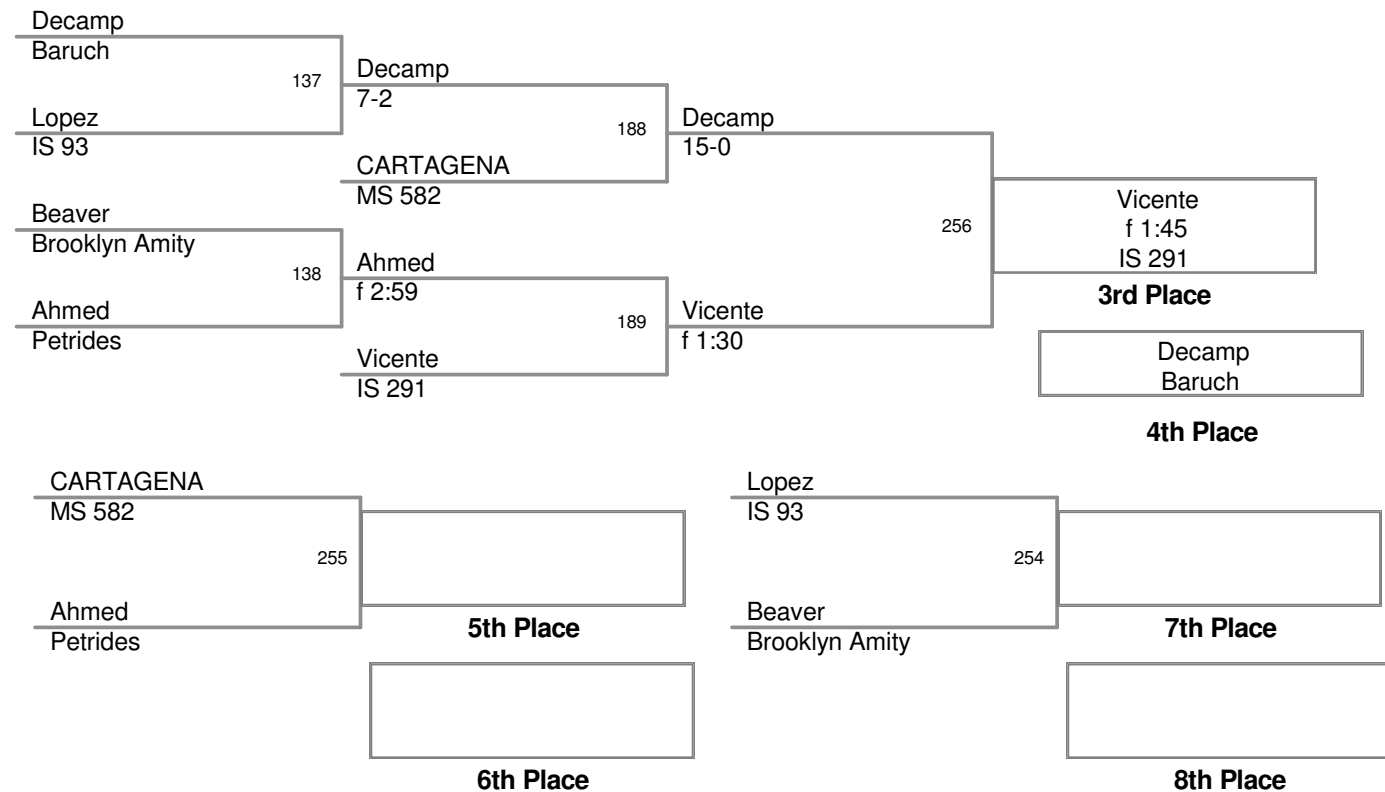 Decamp
Baruch
137
Lopez
IS 93
Decamp
7-2
188
CARTAGENA
MS 582
Decamp
15-0
Beaver
Brooklyn Amity
138
Ahmed
Petrides
Ahmed
f 2:59
189
Vicente
IS 291
Vicente
f 1:30
256
Vicente
f 1:45
IS 291
3rd Place
Decamp
Baruch
4th Place
CARTAGENA
MS 582
255
Ahmed
Petrides
5th Place
6th Place
Lopez
IS 93
254
Beaver
Brooklyn Amity
7th Place
8th Place